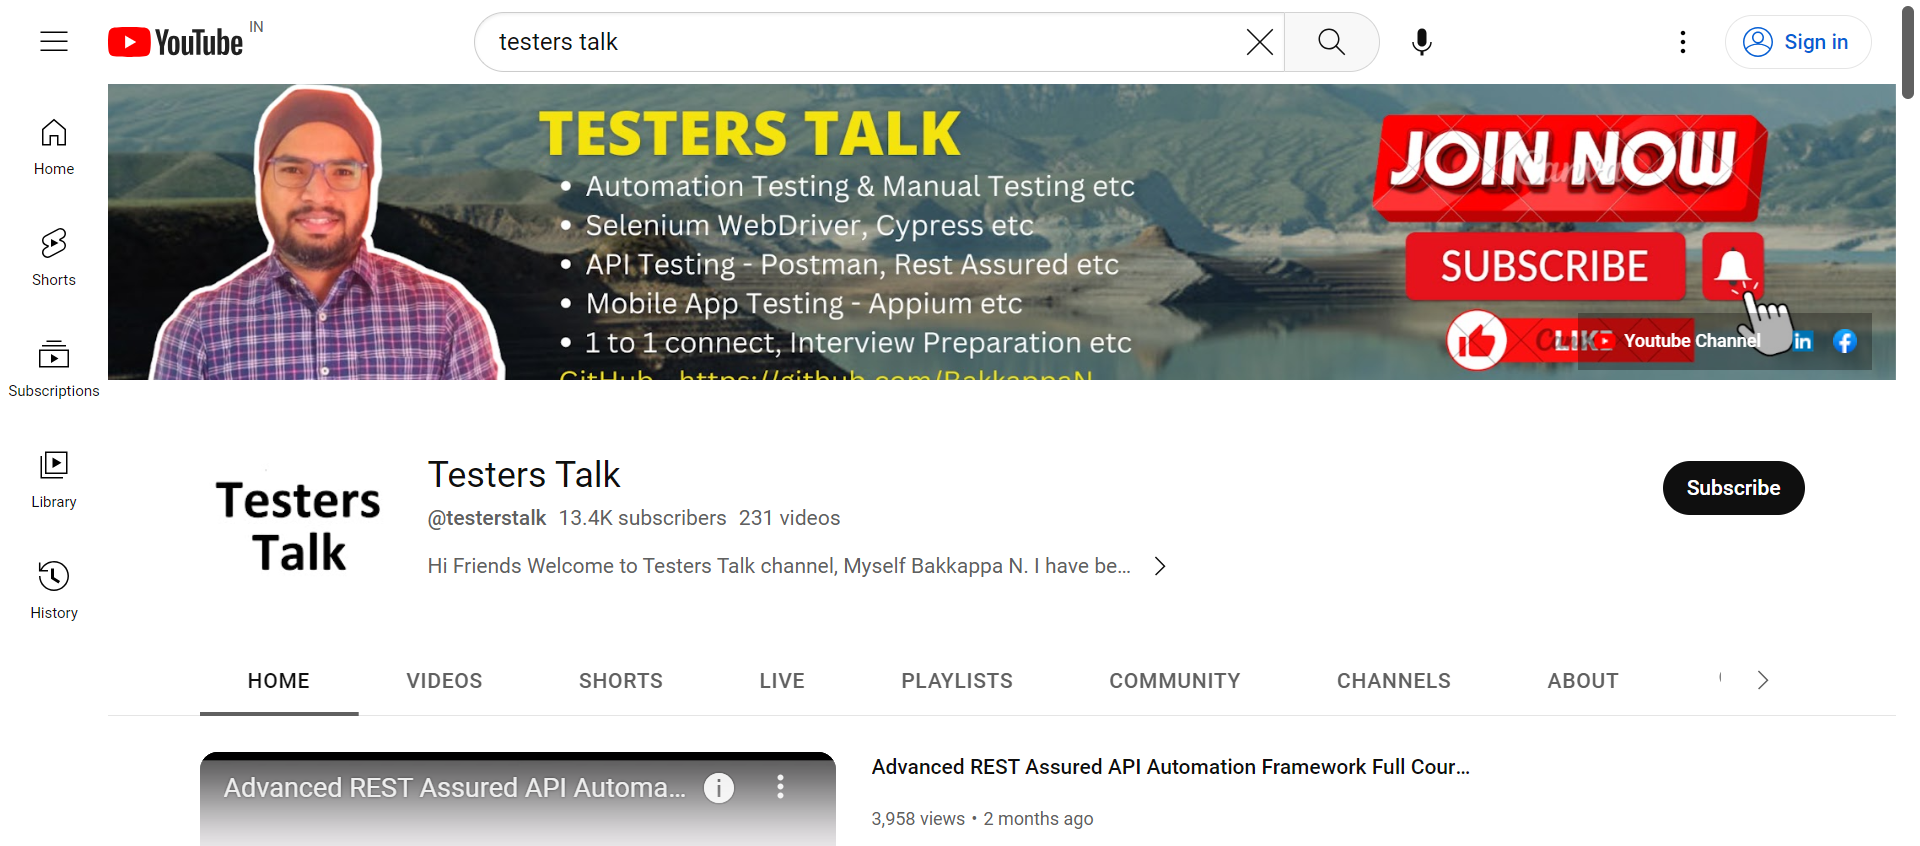 YouTube IN
testers talk
Sign in
Home
Shorts
Subscriptions
Library
History
TESTERS TALK
Automation Testing & Manual Testing etc
Selenium WebDriver, Cypress etc
API Testing - Postman, Rest Assured etc
Mobile App Testing - Appium etc
1 to 1 connect, Interview Preparation etc
GitHub - https://github.com/BakkappaN
JOIN NOW
SUBSCRIBE
LIKE
Youtube Channel
Testers
Talk
Testers Talk
@testerstalk 13.4K subscribers 231 videos
Hi Friends Welcome to Testers Talk channel, Myself Bakkappa N. I have be...
Subscribe
HOME VIDEOS SHORTS LIVE PLAYLISTS COMMUNITY CHANNELS ABOUT
Advanced REST Assured API Automa...
Advanced REST Assured API Automation Framework Full Cour...
3,958 views • 2 months ago